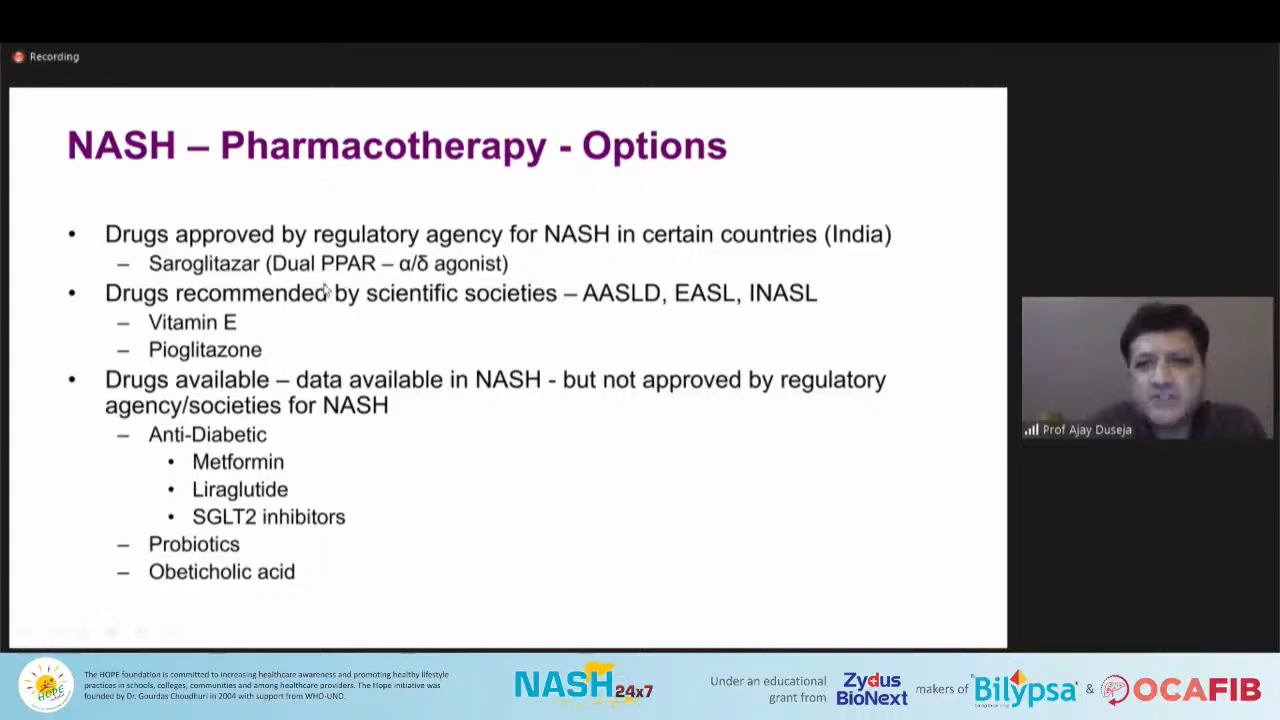 Recording
NASH – Pharmacotherapy - Options
• Drugs approved by regulatory agency for NASH in certain countries (India)
– Saroglitazar (Dual PPAR – α/δ agonist)
• Drugs recommended by scientific societies – AASLD, EASL, INASL
– Vitamin E
– Pioglitazone
• Drugs available – data available in NASH - but not approved by regulatory
agency/societies for NASH
– Anti-Diabetic
• Metformin
• Liraglutide
• SGLT2 inhibitors
– Probiotics
– Obeticholic acid
Prof Ajay Duseja
HOPE
The HOPE foundation is committed to increasing healthcare awareness and promoting healthy lifestyle
practices in schools, colleges, communities and among healthcare providers. The Hope initiative was
founded by Dr. Gourdas Choudhuri in 2004 with support from WHO-UNO.
NASH 24x7
Under an educational
grant from
Zydus
BioNext
makers of
Bilypsa
&
OCAFIB